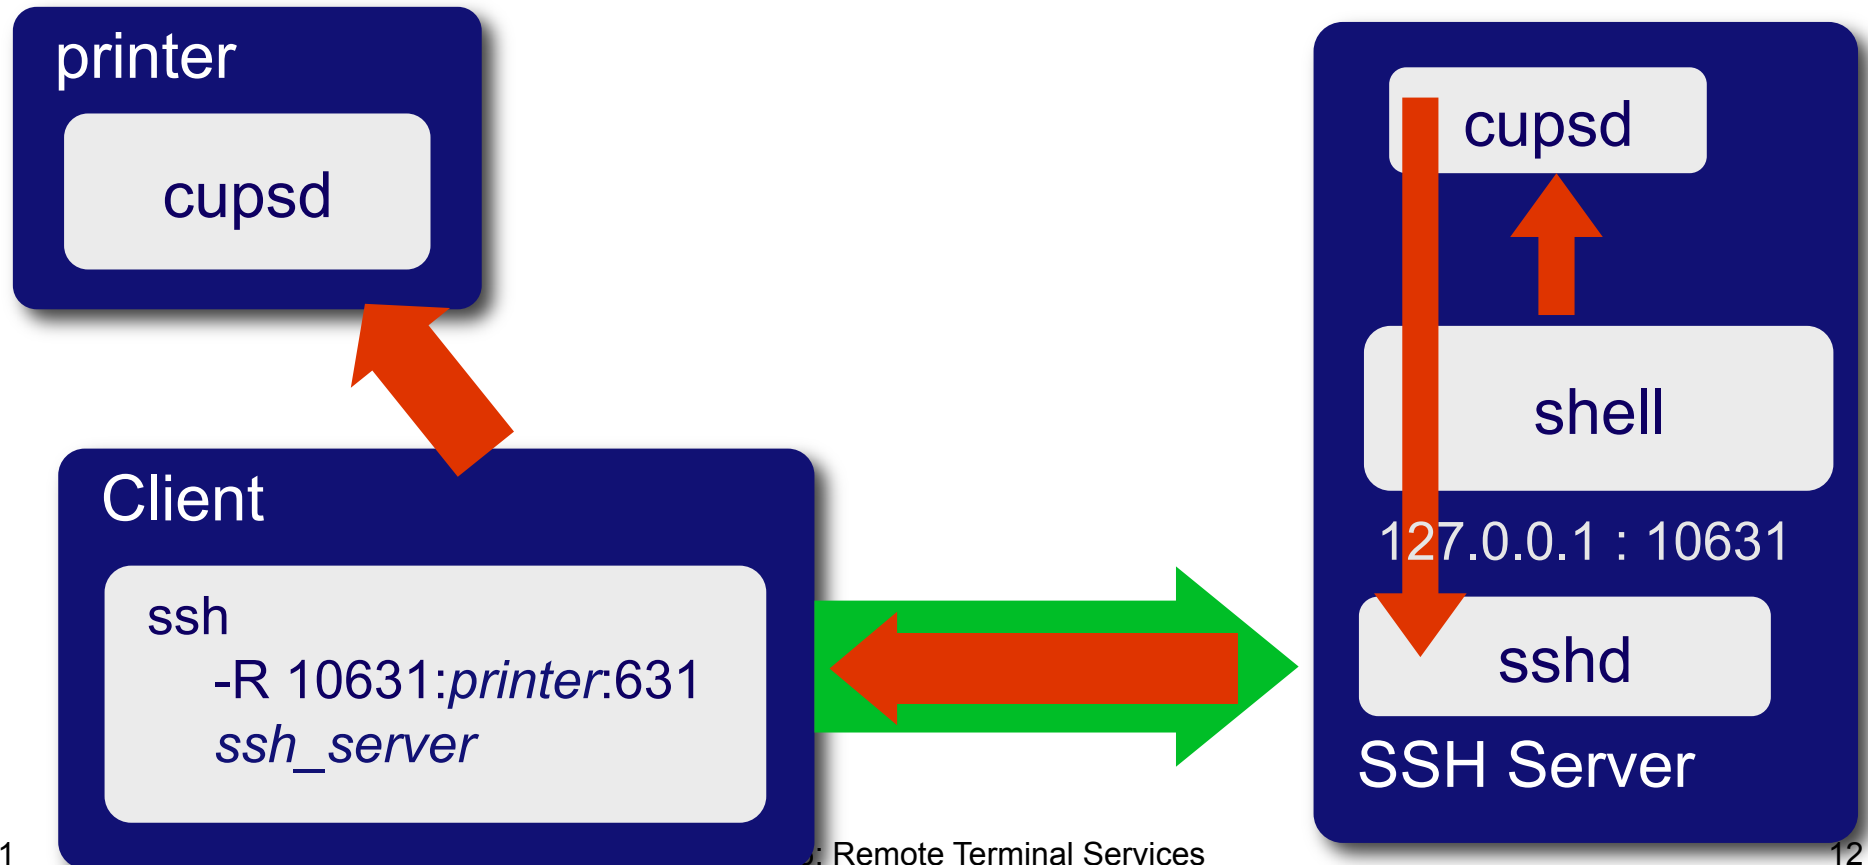 printer
cupsd
Client
ssh
-R 10631:printer:631
ssh_server
cupsd
shell
127.0.0.1 : 10631
sshd
SSH Server
1
: Remote Terminal Services
12